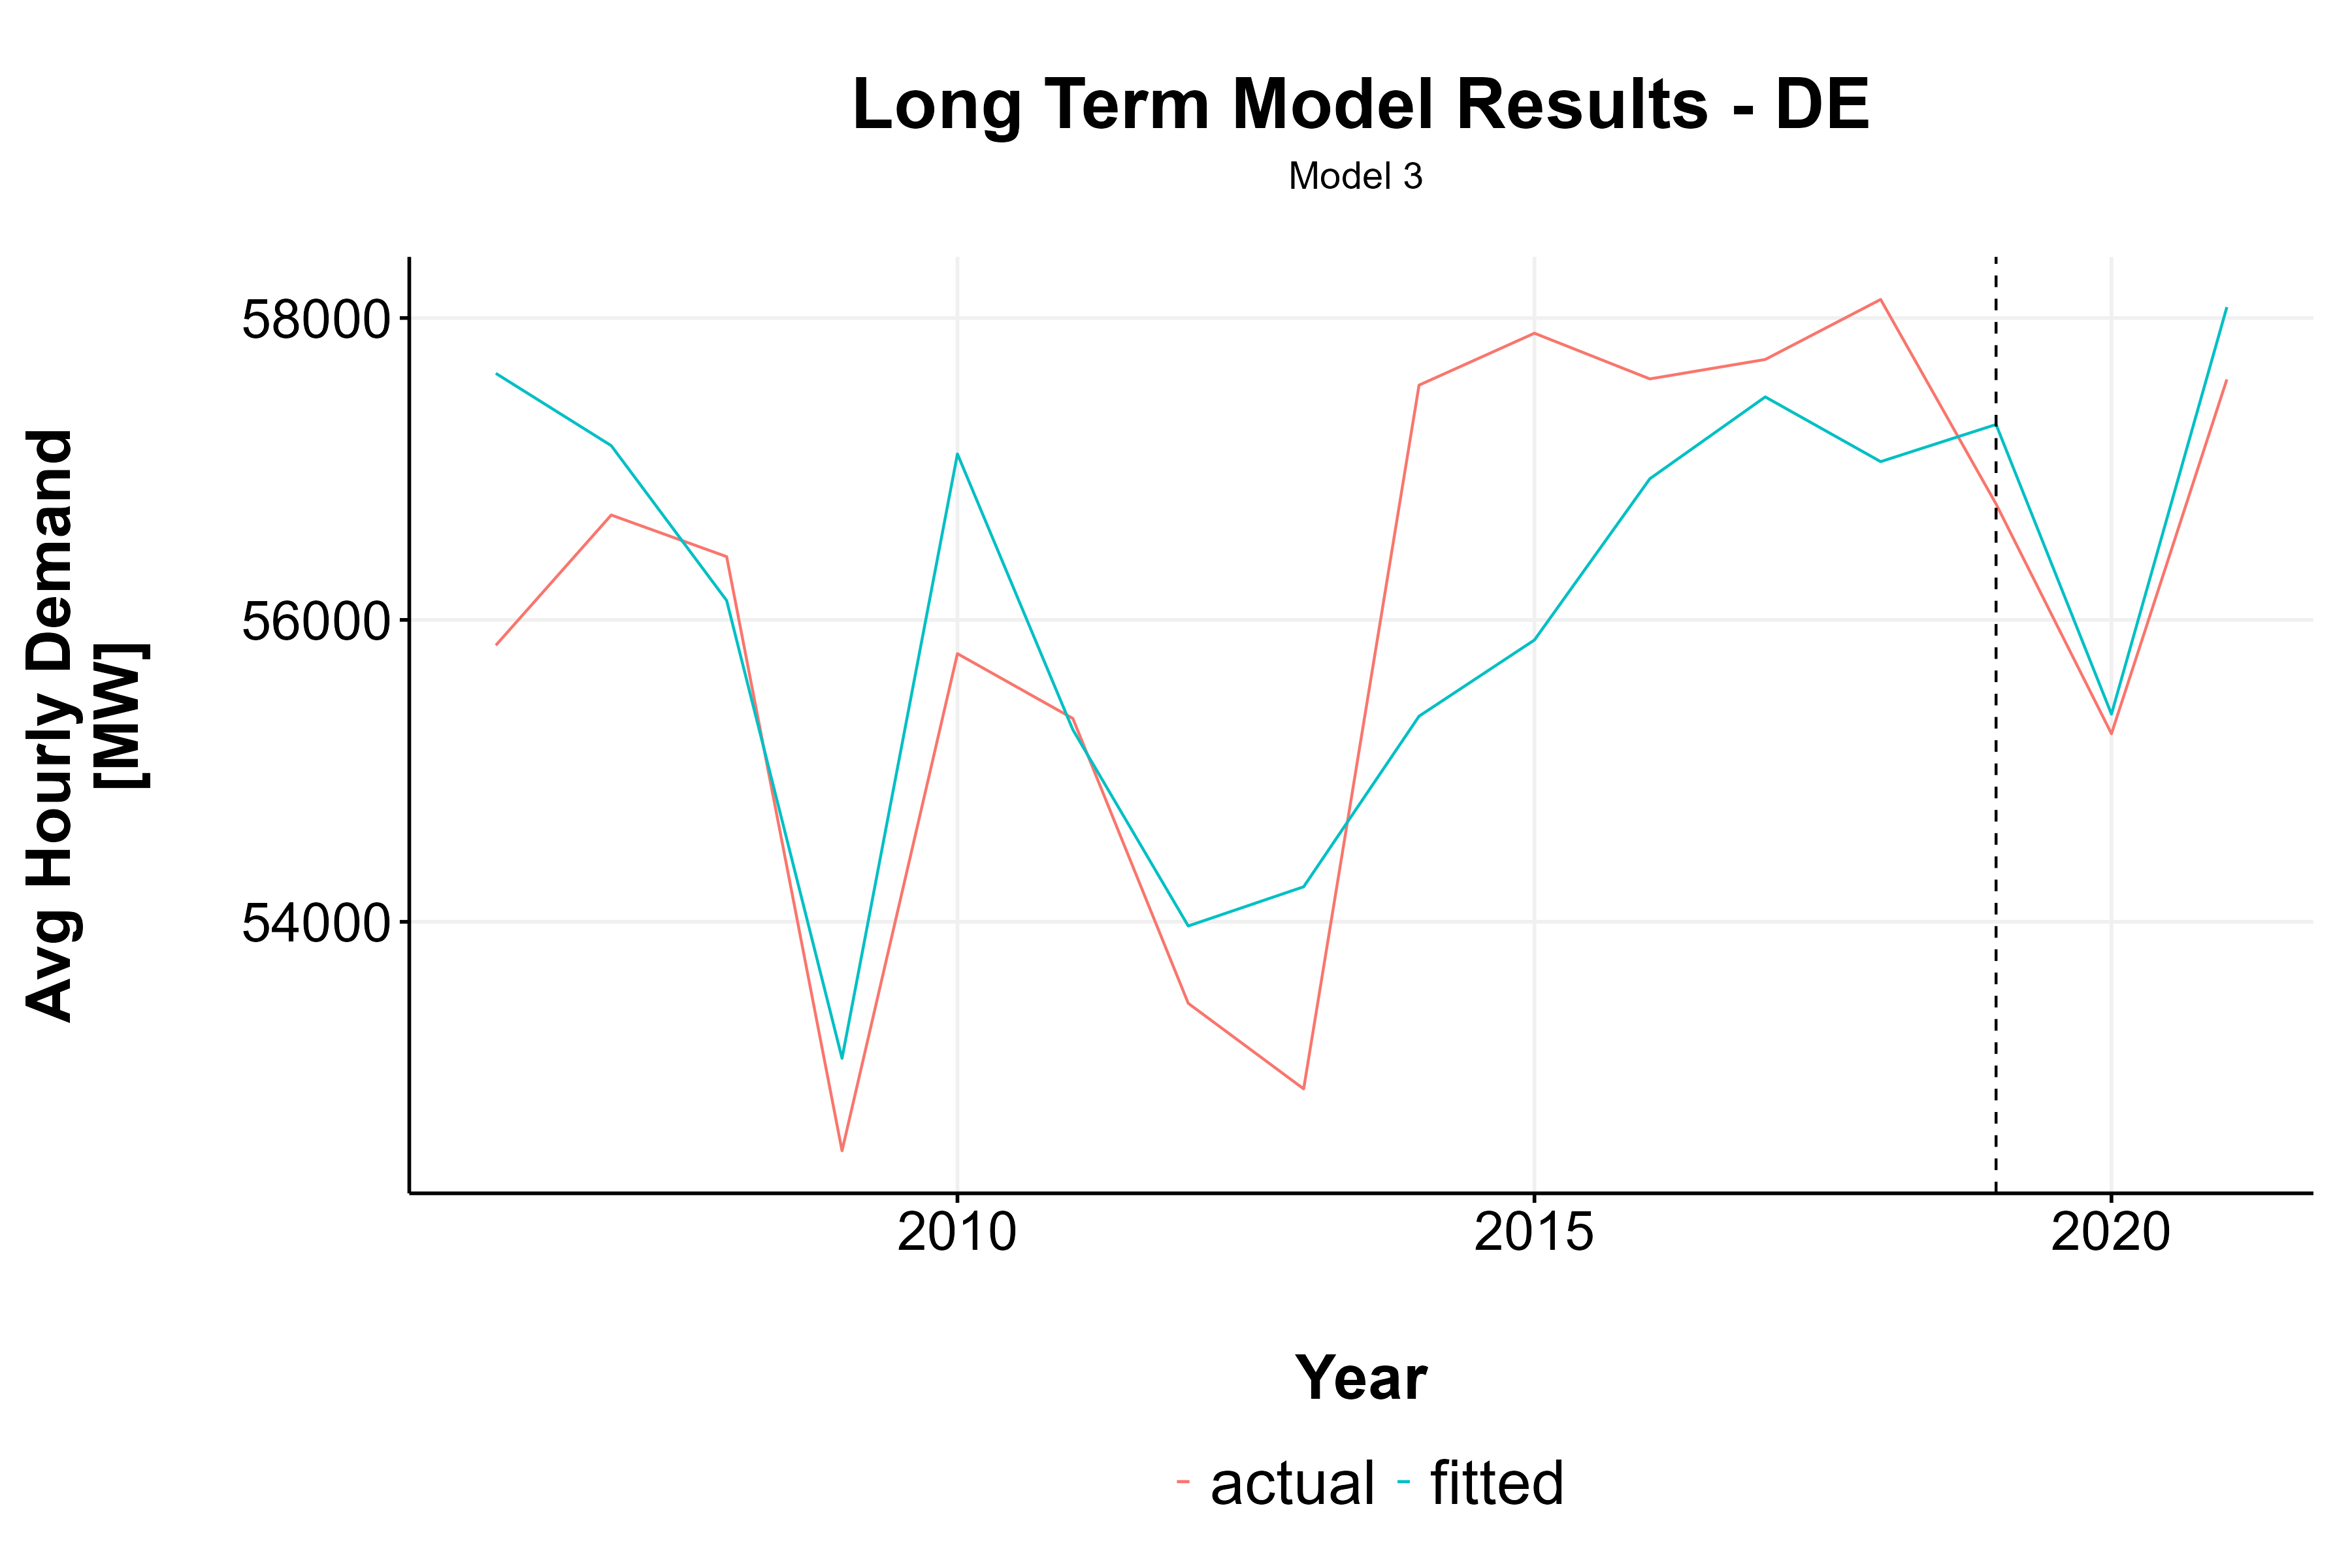 Long Term Model Results - DE
Model 3
Avg Hourly Demand
[MW]
58000
56000
54000
2010
2015
2020
Year
actual
fitted